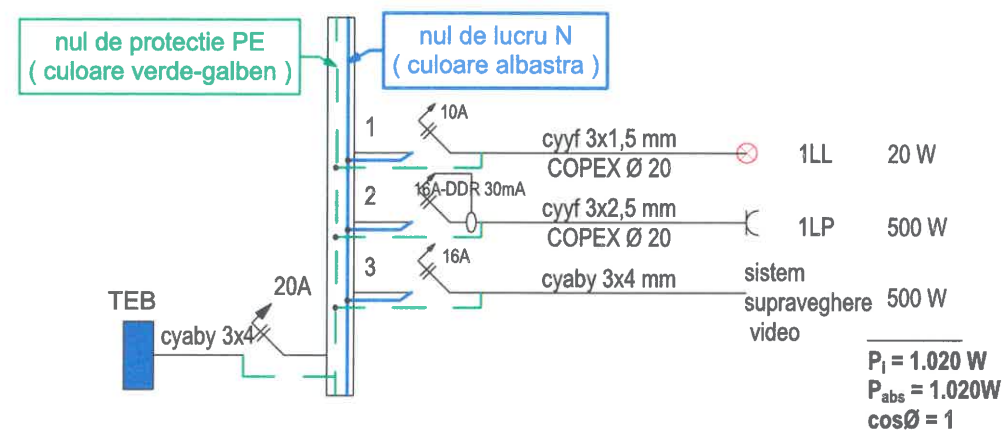 nul de protectie PE
( culoare verde-galben )
nul de lucru N
( culoare albastra )
1
10A
cyyf 3x1,5 mm
COPEX Ø 20
1LL
20 W
2
16A-DDR 30mA
cyyf 3x2,5 mm
COPEX Ø 20
1LP
500 W
3
16A
cyaby 3x4 mm
sistem
supraveghere
video
500 W
TEB
20A
cyaby 3x4
Pi = 1.020 W
Pabs = 1.020W
cosØ = 1